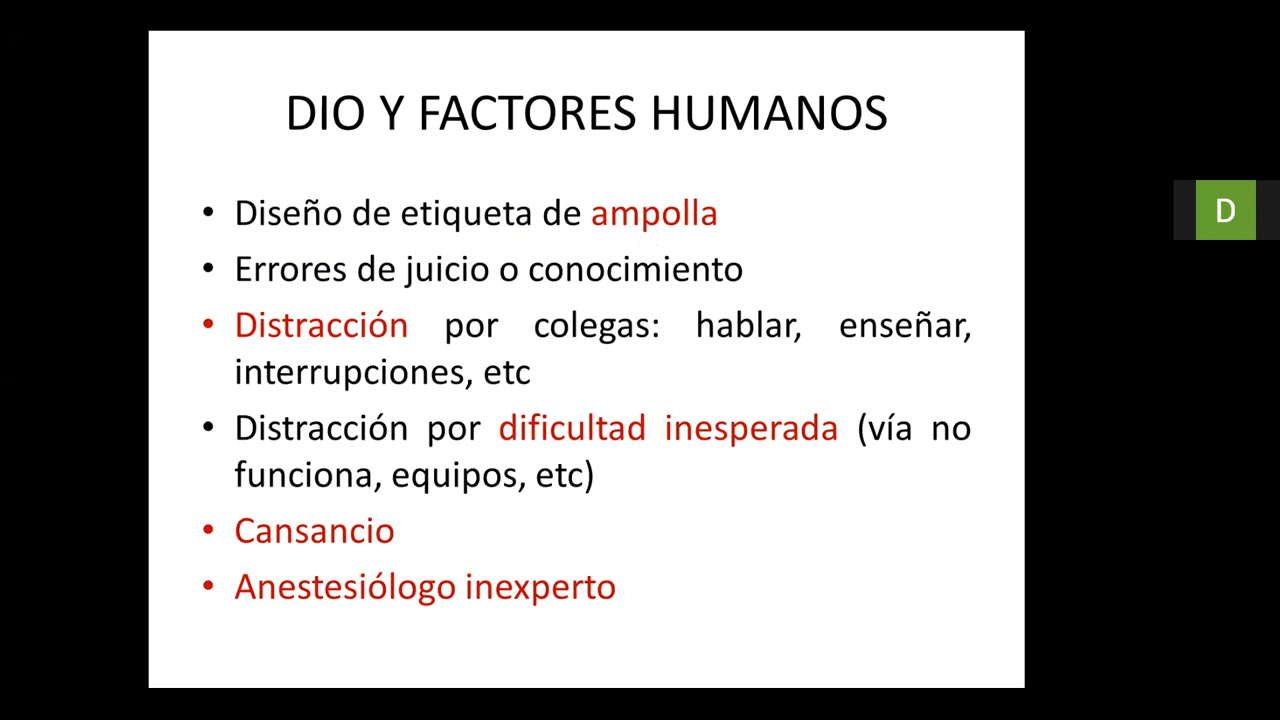 DIO Y FACTORES HUMANOS
• Diseño de etiqueta de ampolla
• Errores de juicio o conocimiento
• Distracción por colegas: hablar, enseñar,
interrupciones, etc
• Distracción por dificultad inesperada (vía no
funciona, equipos, etc)
• Cansancio
• Anestesiólogo inexperto
D